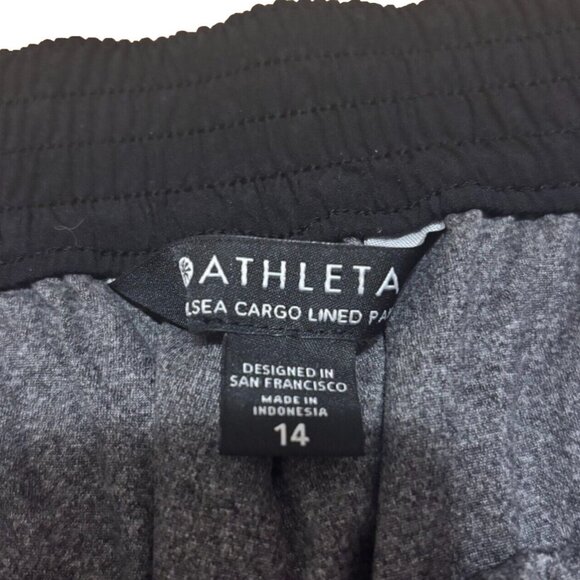 ATHLETA
LSEA CARGO LINED PA
DESIGNED IN
SAN FRANCISCO
MADE IN
INDONESIA
14